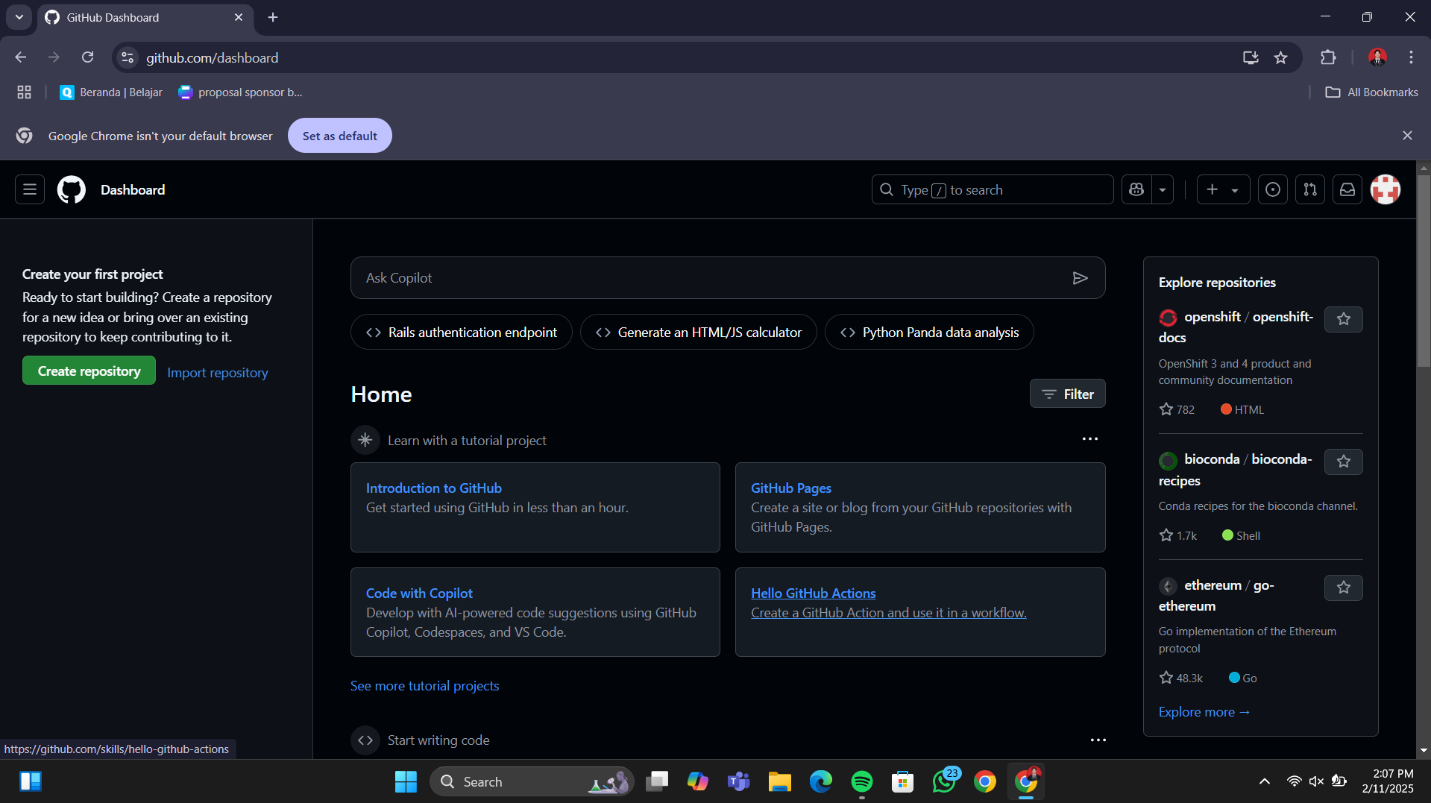 GitHub Dashboard
github.com/dashboard
Beranda | Belajar
proposal sponsor b...
All Bookmarks
Google Chrome isn't your default browser
Set as default
Dashboard
Type / to search
Create your first project
Ready to start building? Create a repository
for a new idea or bring over an existing
repository to keep contributing to it.
Create repository
Import repository
Ask Copilot
Rails authentication endpoint
Generate an HTML/JS calculator
Python Panda data analysis
Home
Filter
Learn with a tutorial project
Introduction to GitHub
Get started using GitHub in less than an hour.
GitHub Pages
Create a site or blog from your GitHub repositories with
GitHub Pages.
Code with Copilot
Develop with AI-powered code suggestions using GitHub
Copilot, Codespaces, and VS Code.
Hello GitHub Actions
Create a GitHub Action and use it in a workflow.
See more tutorial projects
Start writing code
Explore repositories
openshift / openshift-
docs
OpenShift 3 and 4 product and
community documentation
782
HTML
bioconda / bioconda-
recipes
Conda recipes for the bioconda channel.
1.7k
Shell
ethereum / go-
ethereum
Go implementation of the Ethereum
protocol
48.3k
Go
Explore more →
https://github.com/skills/hello-github-actions
Search
23
2:07 PM
2/11/2025